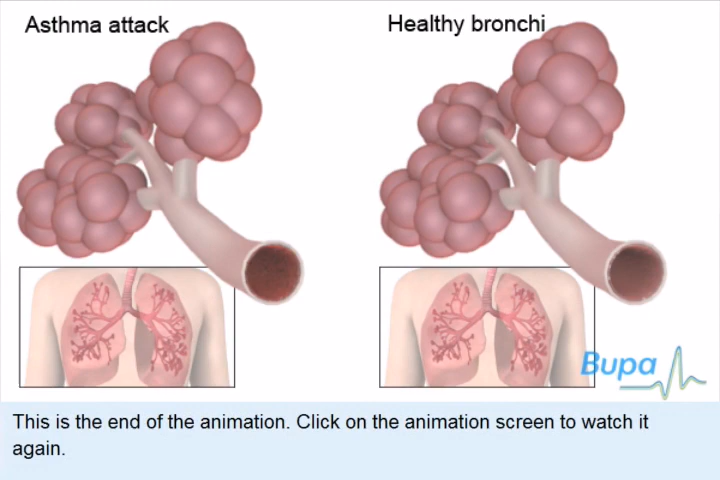 Asthma attack
Healthy bronchi
Bupa
This is the end of the animation. Click on the animation screen to watch it
again.